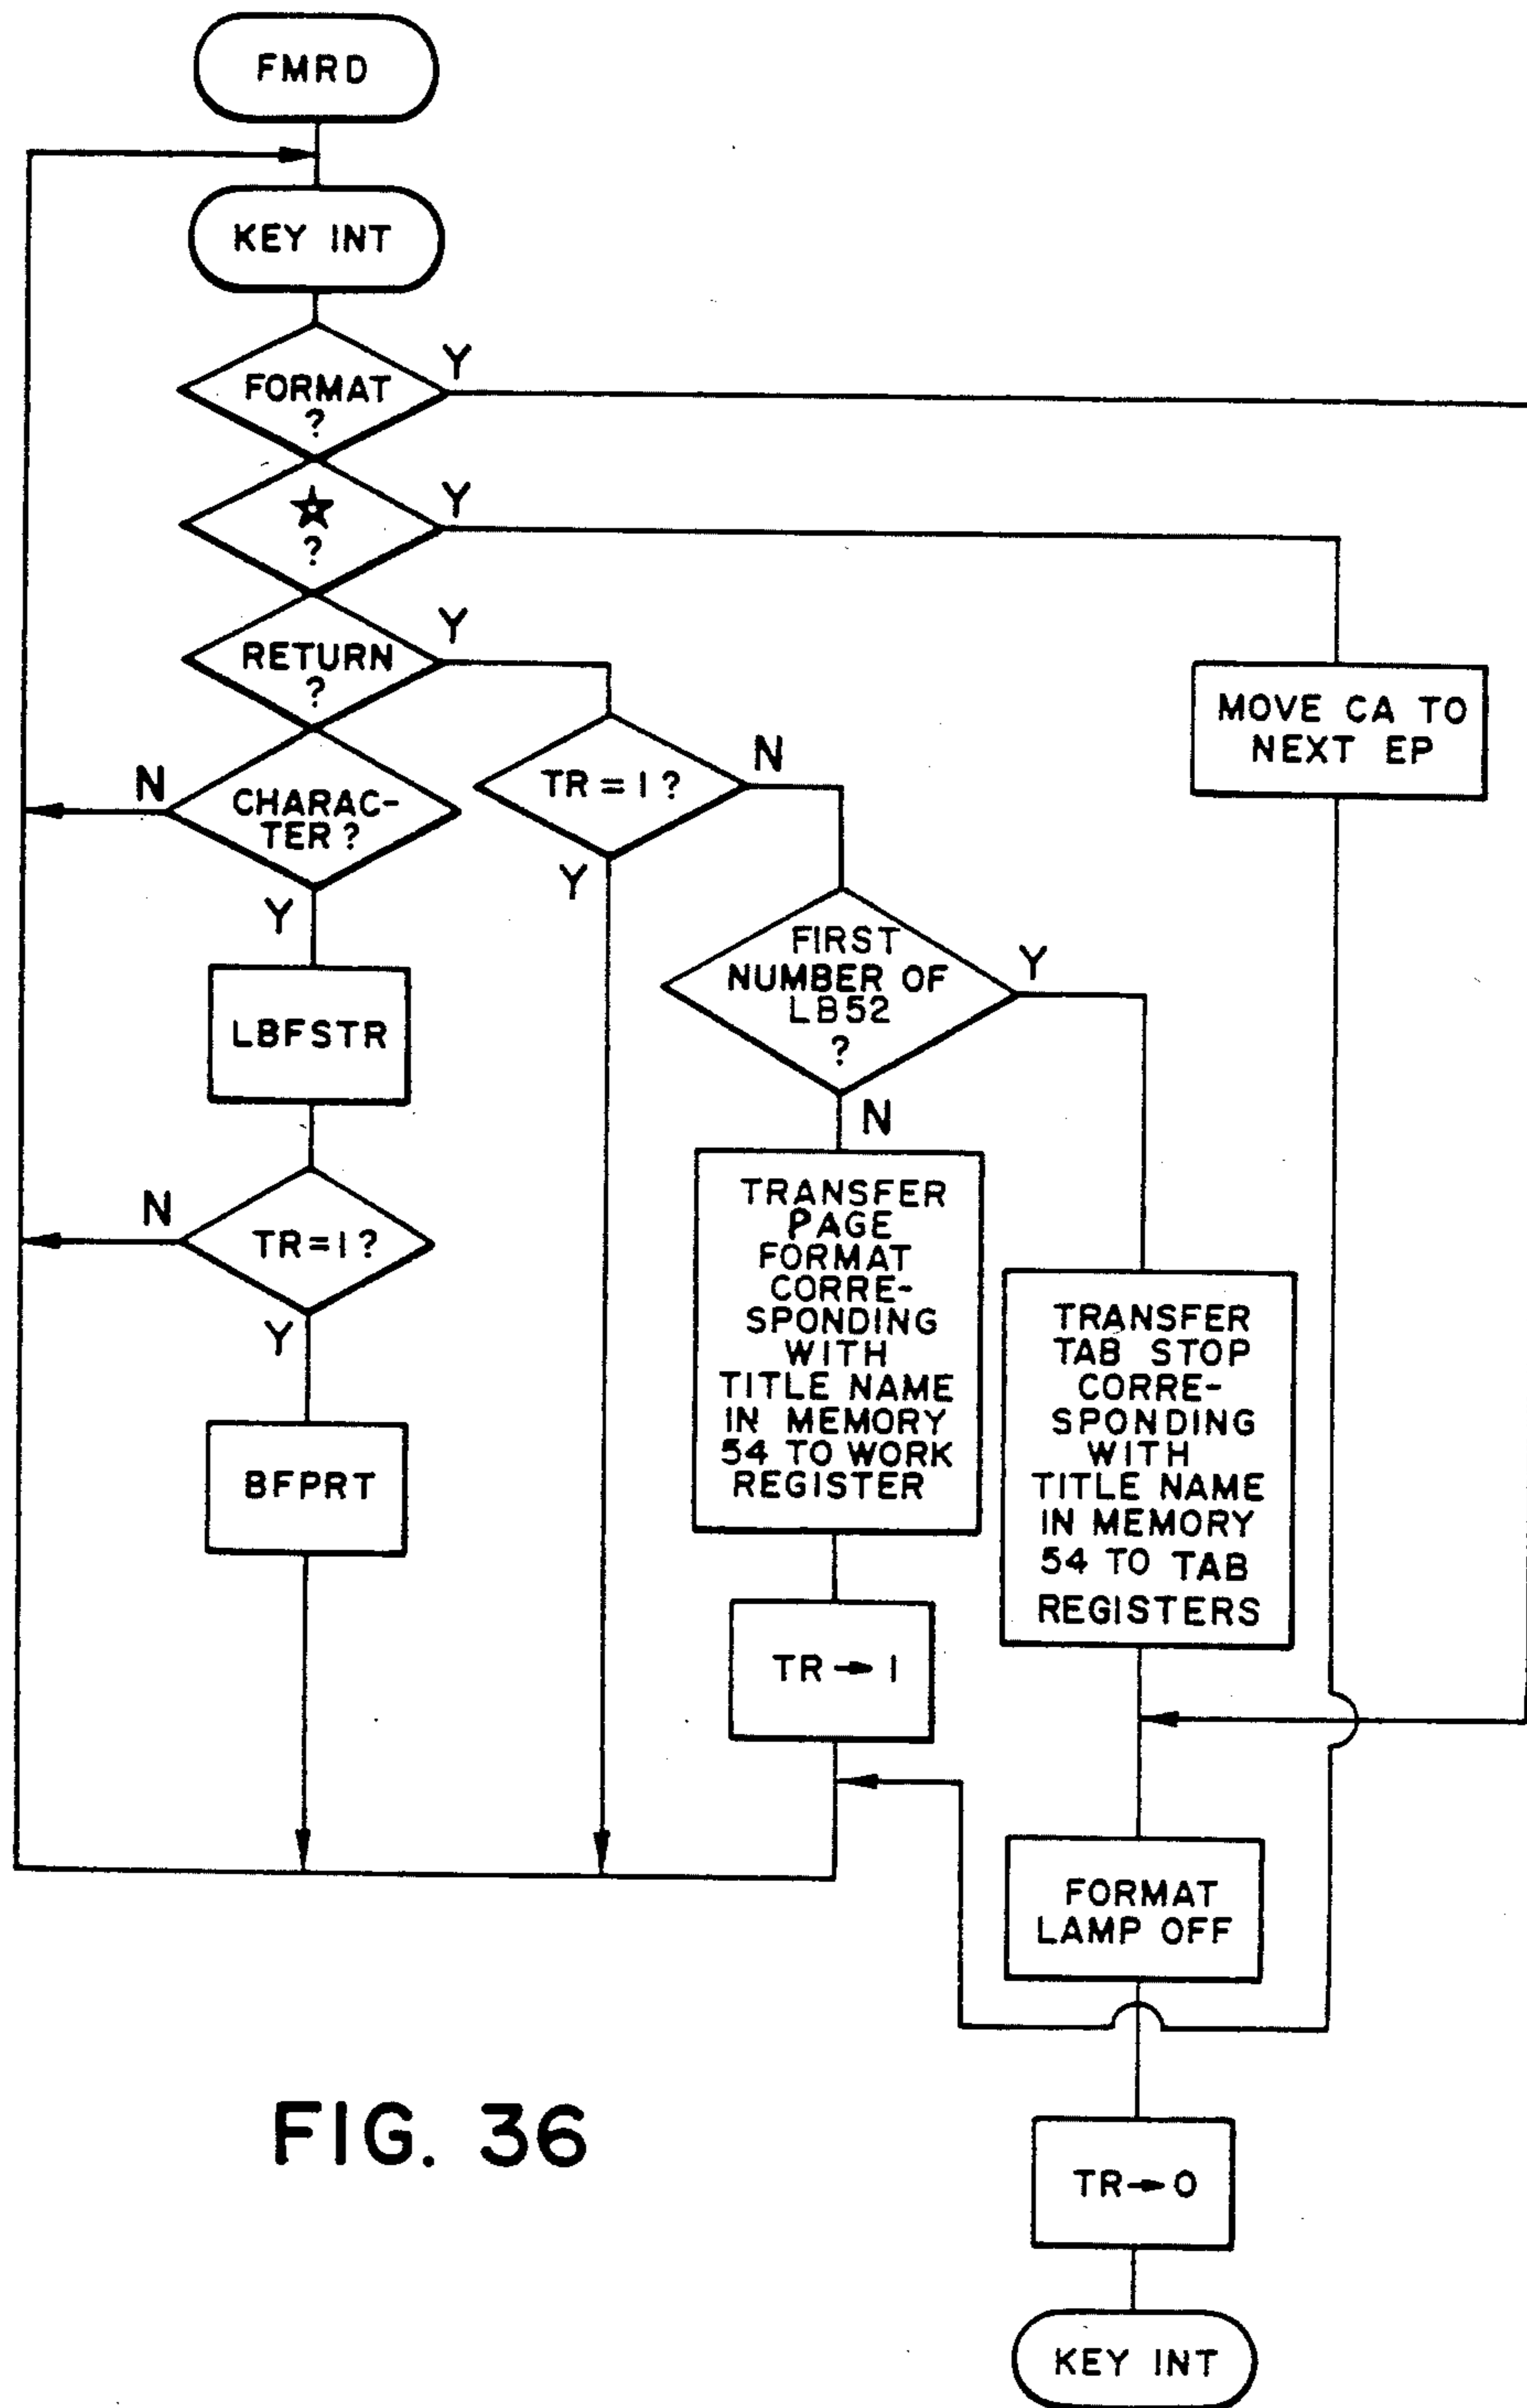 FMRD
KEY INT
FORMAT
?
Y
☆
?
Y
RETURN
?
Y
CHARAC-
TER ?
N
Y
LBFSTR
TR=1 ?
N
Y
BFPRT
TR = 1 ?
N
Y
FIRST
NUMBER OF
LB52
?
Y
N
TRANSFER
PAGE
FORMAT
CORRE-
SPONDING
WITH
TITLE NAME
IN MEMORY
54 TO WORK
REGISTER
TR → 1
TRANSFER
TAB STOP
CORRE-
SPONDING
WITH
TITLE NAME
IN MEMORY
54 TO TAB
REGISTERS
MOVE CA TO
NEXT EP
FORMAT
LAMP OFF
TR → 0
KEY INT
FIG. 36